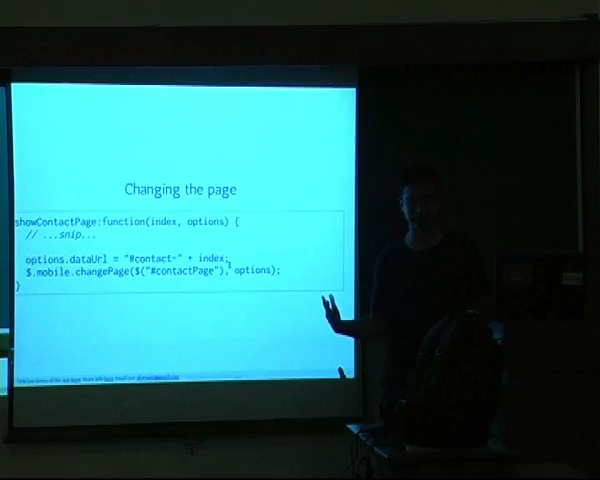 Changing the page
showContactPage:function(index, options) {
// ...snip...
options.dataUrl = "#contact-" + index;
$.mobile.changePage($("#contactPage"), options);
}